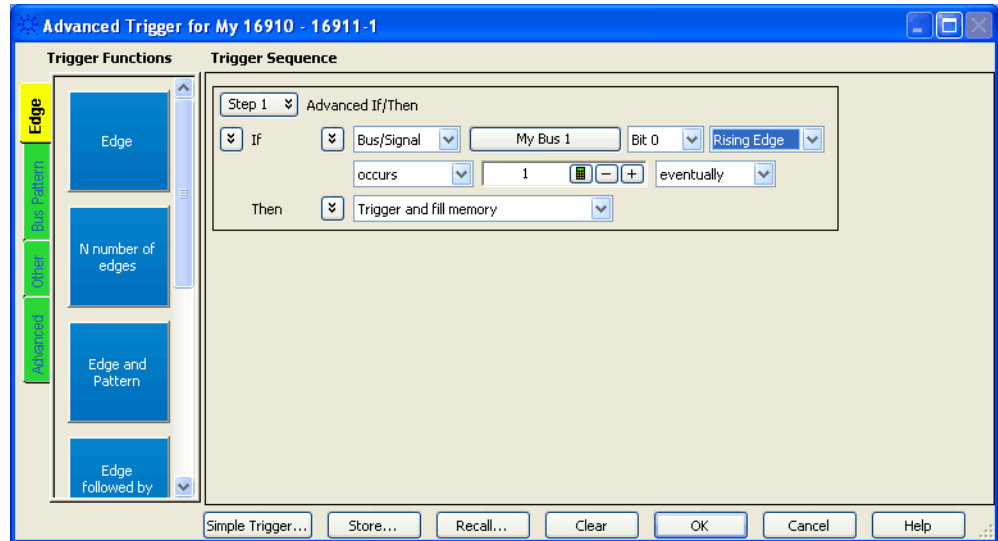 Advanced Trigger for My 16910 - 16911-1
Trigger Functions
Trigger Sequence
Edge
Bus Pattern
Other
Advanced
Edge
N number of
edges
Edge and
Pattern
Edge
followed by
Step 1 Advanced If/Then
If Bus/Signal My Bus 1 Bit 0 Rising Edge
occurs 1 eventually
Then Trigger and fill memory
Simple Trigger... Store... Recall... Clear OK Cancel Help